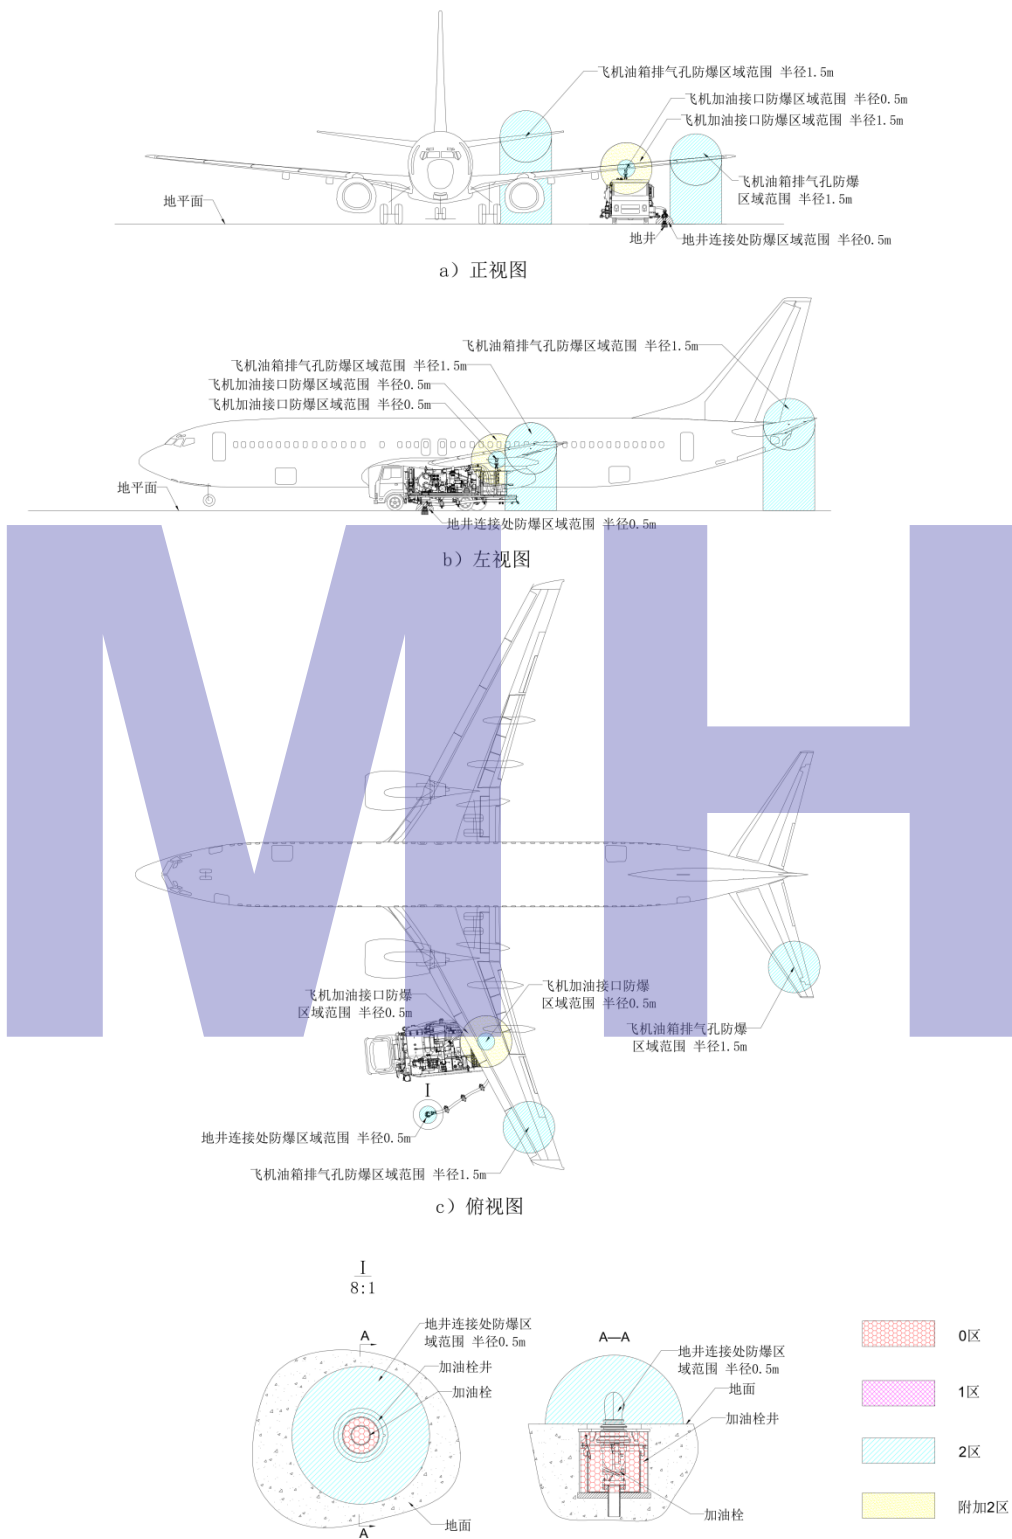 飞机油箱排气孔防爆区域范围 半径1.5m
飞机加油接口防爆区域范围 半径0.5m
飞机加油接口防爆区域范围 半径1.5m
飞机油箱排气孔防爆
区域范围 半径1.5m
地平面
地井
地井连接处防爆区域范围 半径0.5m
a）正视图
飞机油箱排气孔防爆区域范围 半径1.5m
飞机油箱排气孔防爆区域范围 半径1.5m
飞机加油接口防爆区域范围 半径0.5m
飞机加油接口防爆区域范围 半径0.5m
地平面
地井连接处防爆区域范围 半径0.5m
b）左视图
MH
飞机加油接口防爆
区域范围 半径0.5m
飞机加油接口防爆
区域范围 半径0.5m
飞机油箱排气孔防爆
区域范围 半径1.5m
I
地井连接处防爆区域范围 半径0.5m
飞机油箱排气孔防爆区域范围 半径1.5m
c）俯视图
I
8:1
A
地井连接处防爆区
域范围 半径0.5m
加油栓井
加油栓
地面
A
A—A
地井连接处防爆区
域范围 半径0.5m
地面
加油栓井
加油栓
0区
1区
2区
附加2区